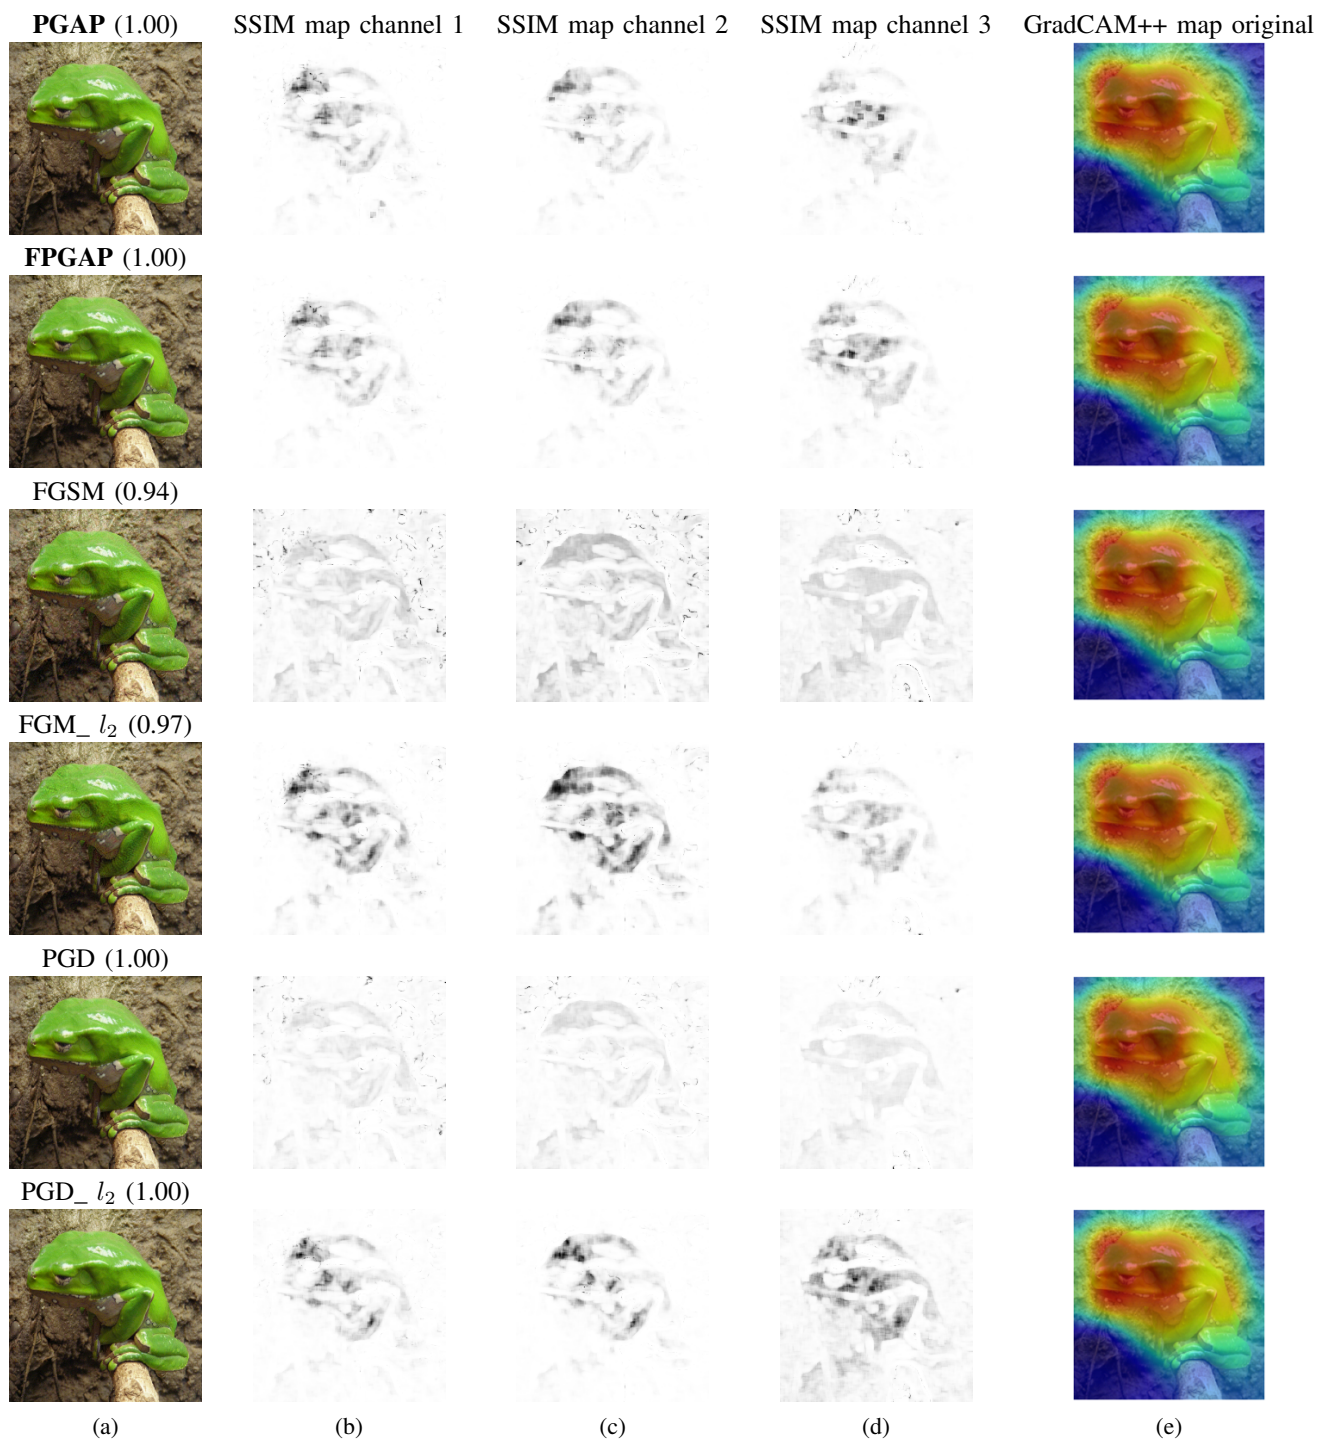 PGAP (1.00) SSIM map channel 1 SSIM map channel 2 SSIM map channel 3 GradCAM++ map original
FPGAP (1.00)
FGSM (0.94)
FGM_ l₂ (0.97)
PGD (1.00)
PGD_ l₂ (1.00)
(a) (b) (c) (d) (e)